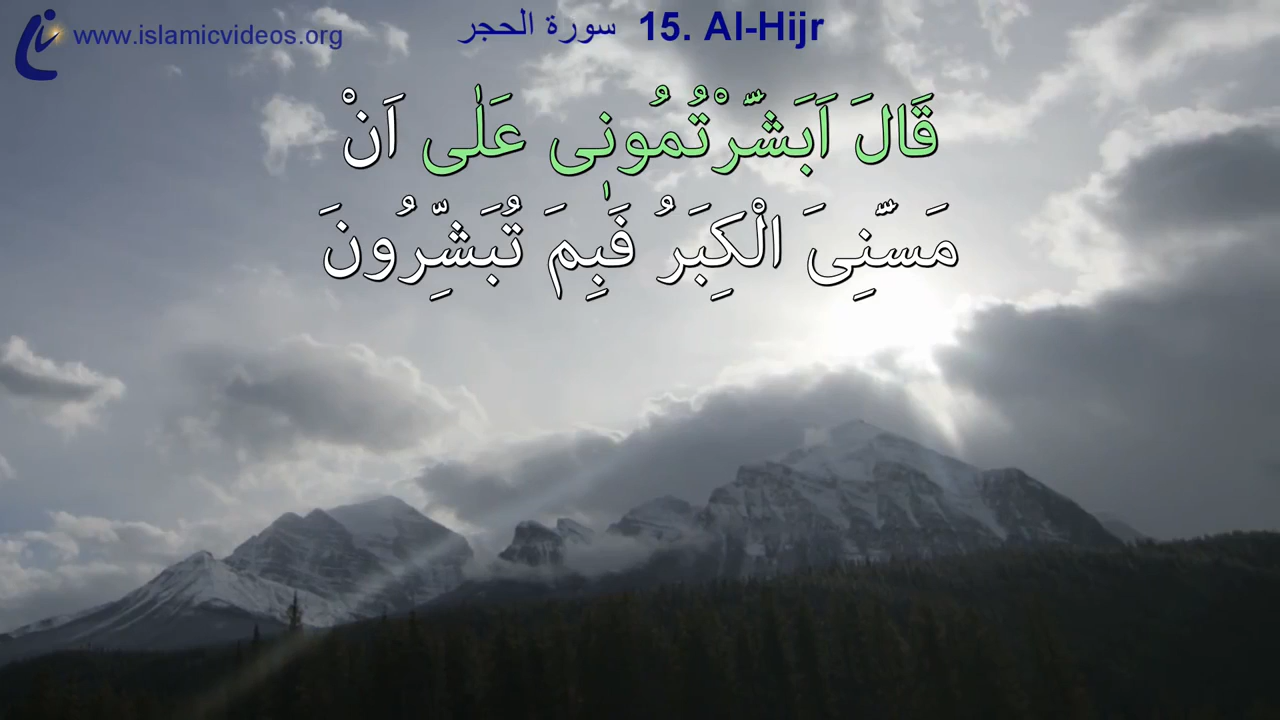 www.islamicvideos.org
سورة الحجر 15. Al-Hijr
قَالَ اَبَشَّرْتُمُونِى عَلٰى اَنْ
مَسَّنِىَ الْكِبَرُ فَبِمَ تُبَشِّرُونَ